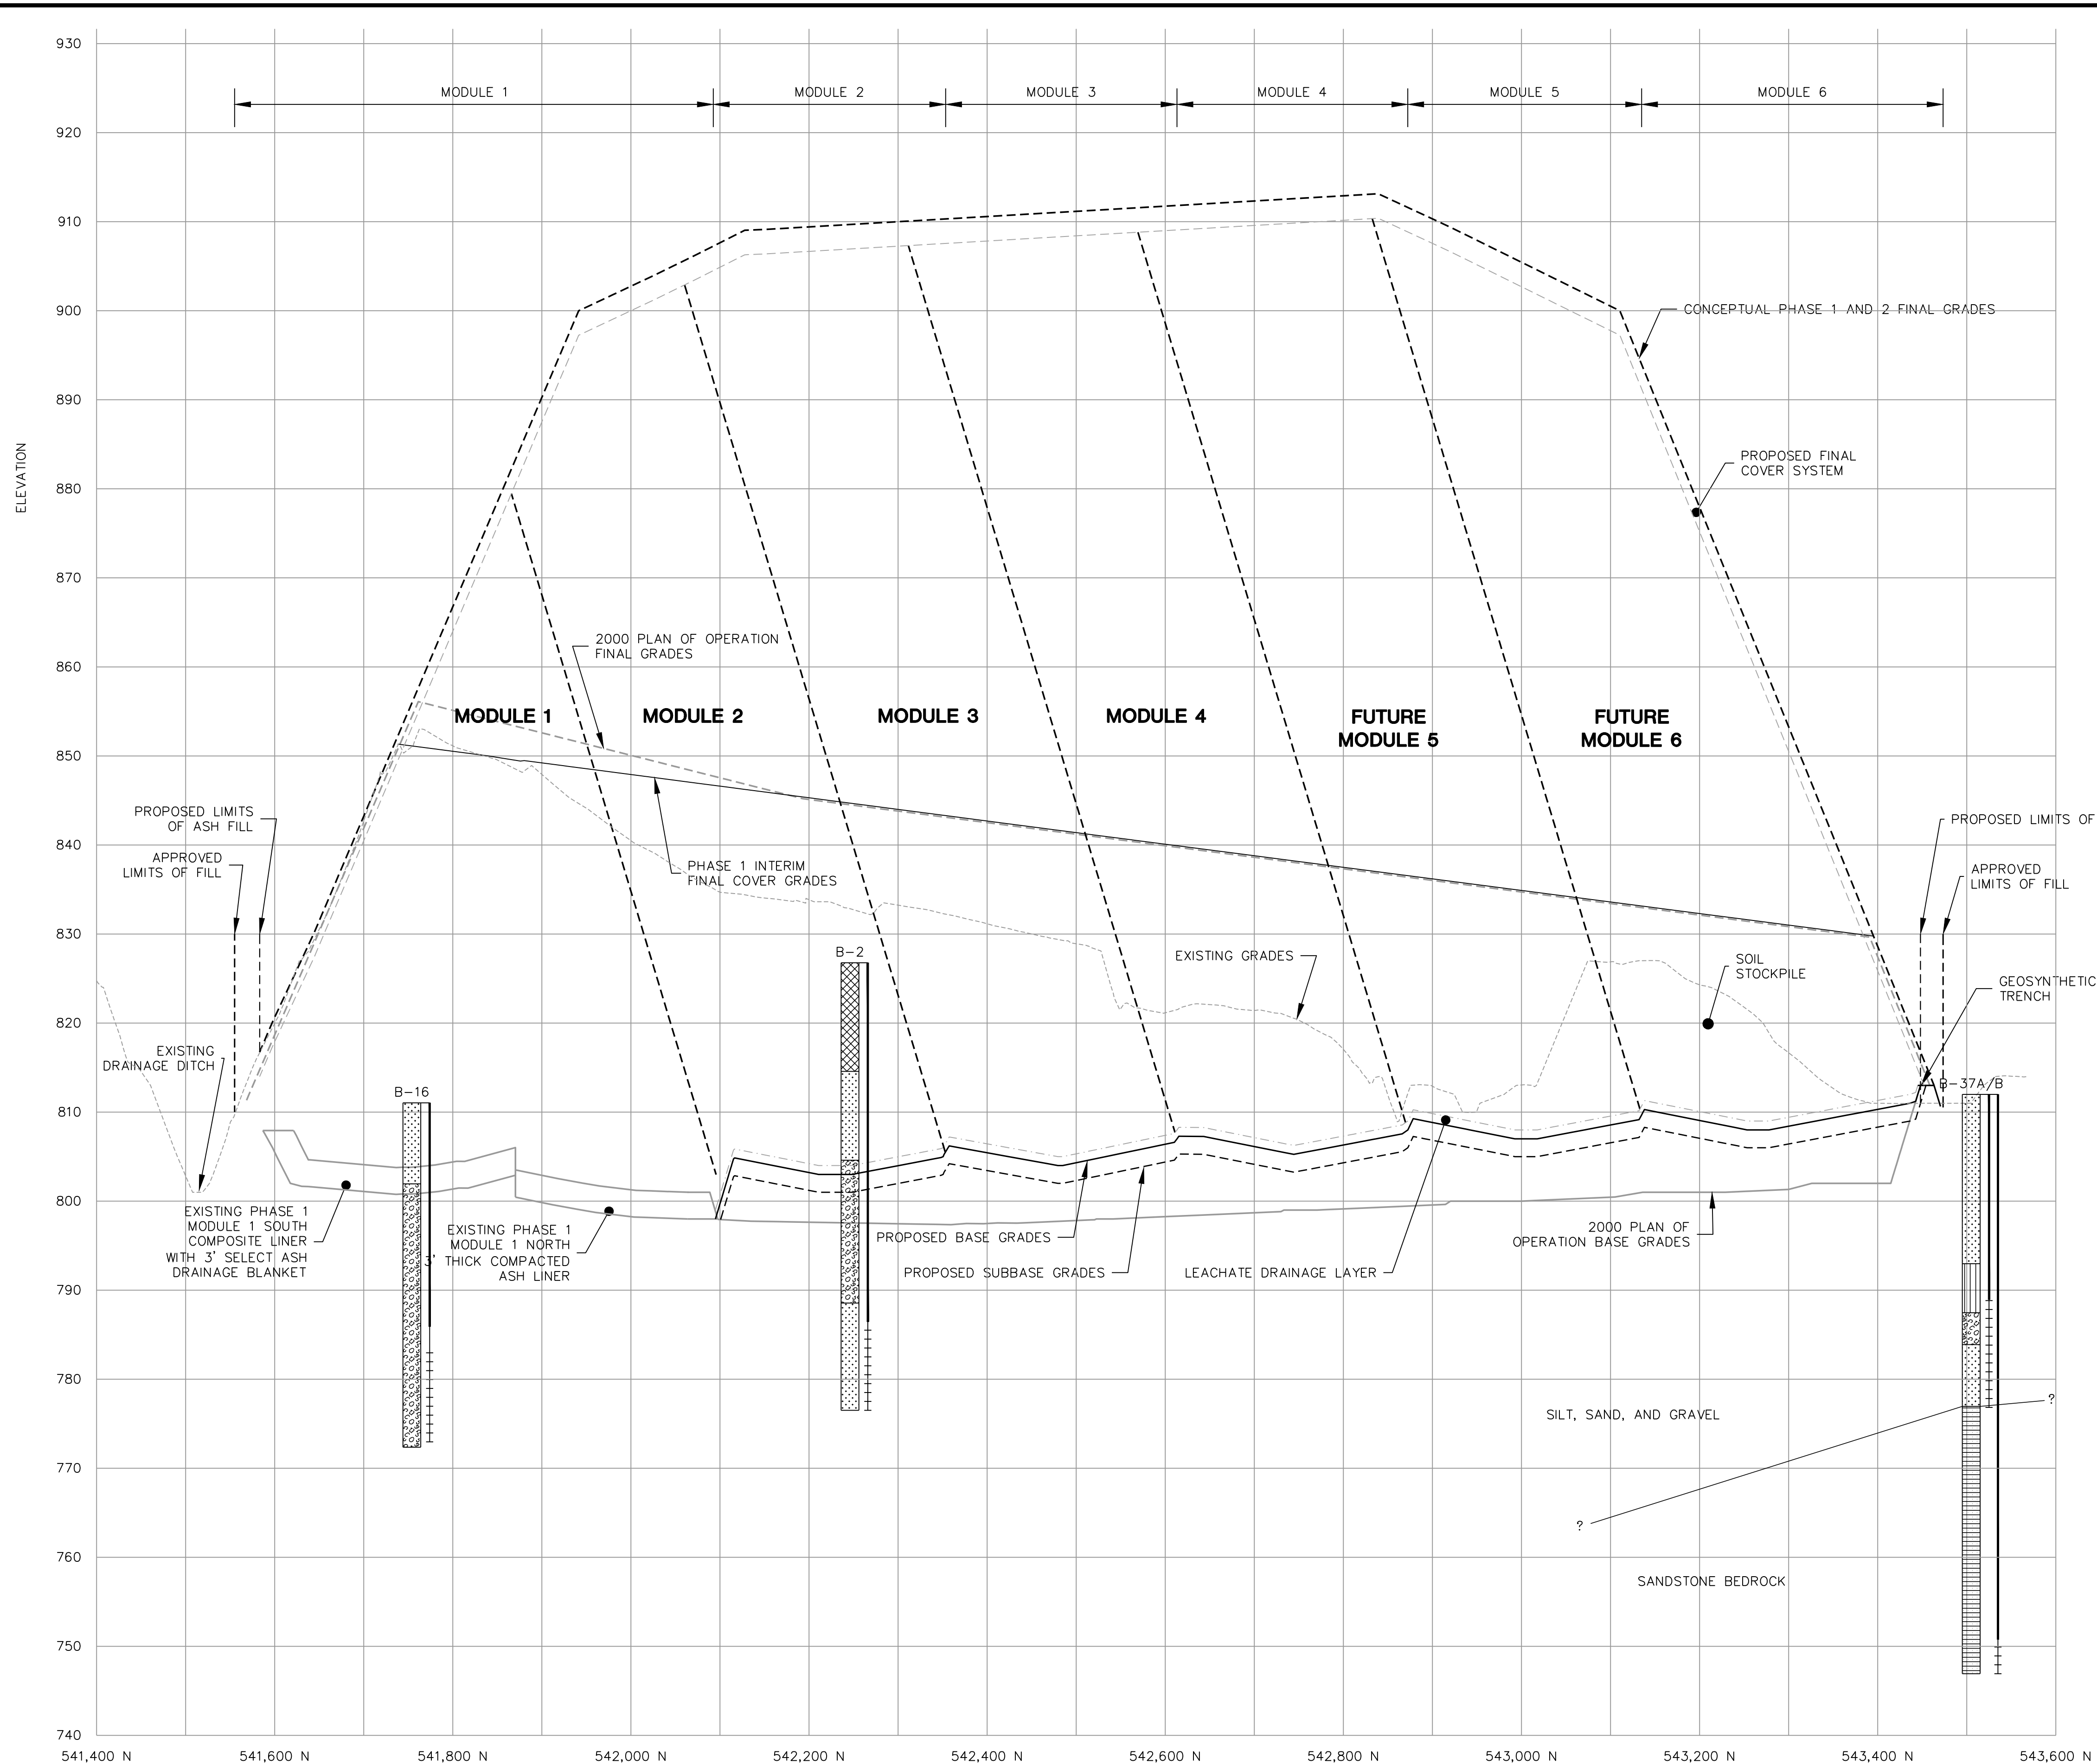 930
MODULE 1
MODULE 2
MODULE 3
MODULE 4
MODULE 5
MODULE 6
920
910
900
CONCEPTUAL PHASE 1 AND 2 FINAL GRADES
890
ELEVATION
880
PROPOSED FINAL
COVER SYSTEM
870
2000 PLAN OF OPERATION
FINAL GRADES
860
MODULE 1
MODULE 2
MODULE 3
MODULE 4
FUTURE
MODULE 5
FUTURE
MODULE 6
850
PROPOSED LIMITS
OF ASH FILL
PROPOSED LIMITS OF
840
APPROVED
LIMITS OF FILL
PHASE 1 INTERIM
FINAL COVER GRADES
APPROVED
LIMITS OF FILL
830
B-2
EXISTING GRADES
SOIL
STOCKPILE
GEOSYNTHETIC
TRENCH
820
EXISTING
DRAINAGE DITCH
B-16
B-37A/B
810
800
EXISTING PHASE 1
MODULE 1 SOUTH
COMPOSITE LINER
WITH 3' SELECT ASH
DRAINAGE BLANKET
EXISTING PHASE 1
MODULE 1 NORTH
3' THICK COMPACTED
ASH LINER
PROPOSED BASE GRADES
PROPOSED SUBBASE GRADES
LEACHATE DRAINAGE LAYER
2000 PLAN OF
OPERATION BASE GRADES
790
780
?
SILT, SAND, AND GRAVEL
770
?
760
SANDSTONE BEDROCK
750
740
541,400 N
541,600 N
541,800 N
542,000 N
542,200 N
542,400 N
542,600 N
542,800 N
543,000 N
543,200 N
543,400 N
543,600 N